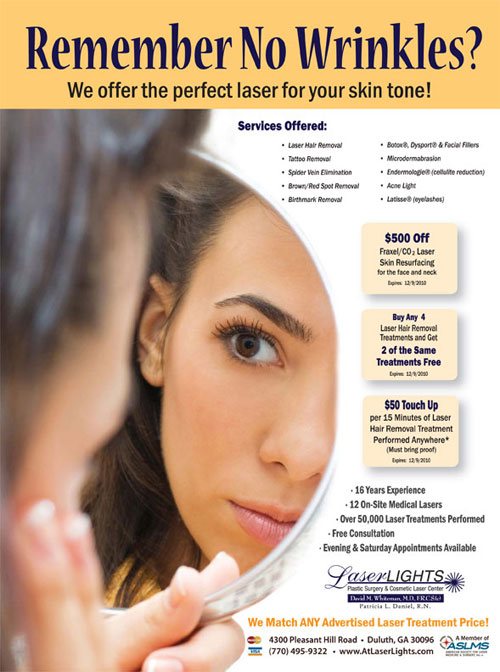 Remember No Wrinkles?
We offer the perfect laser for your skin tone!
Services Offered:
• Laser Hair Removal
• Tattoo Removal
• Spider Vein Elimination
• Brown/Red Spot Removal
• Birthmark Removal
• Botox®, Dysport® & Facial Fillers
• Microdermabrasion
• Endermologie® (cellulite reduction)
• Acne Light
• Latisse® (eyelashes)
$500 Off
Fraxel/CO₂ Laser
Skin Resurfacing
for the face and neck
Expires 12/9/2010
Buy Any 4
Laser Hair Removal
Treatments and Get
2 of the Same
Treatments Free
Expires 12/9/2010
$50 Touch Up
per 15 Minutes of Laser
Hair Removal Treatment
Performed Anywhere*
(Must bring proof)
Expires 12/9/2010
• 16 Years Experience
• 12 On-Site Medical Lasers
• Over 50,000 Laser Treatments Performed
• Free Consultation
• Evening & Saturday Appointments Available
LaserLIGHTS
Plastic Surgery & Cosmetic Laser Center
David M. Whiteman, M.D., FRCS(c)
Patricia L. Daniel, R.N.
We Match ANY Advertised Laser Treatment Price!
4300 Pleasant Hill Road • Duluth, GA 30096
(770) 495-9322 • www.AtLaserLights.com
VISA
A Member of
ASLMS